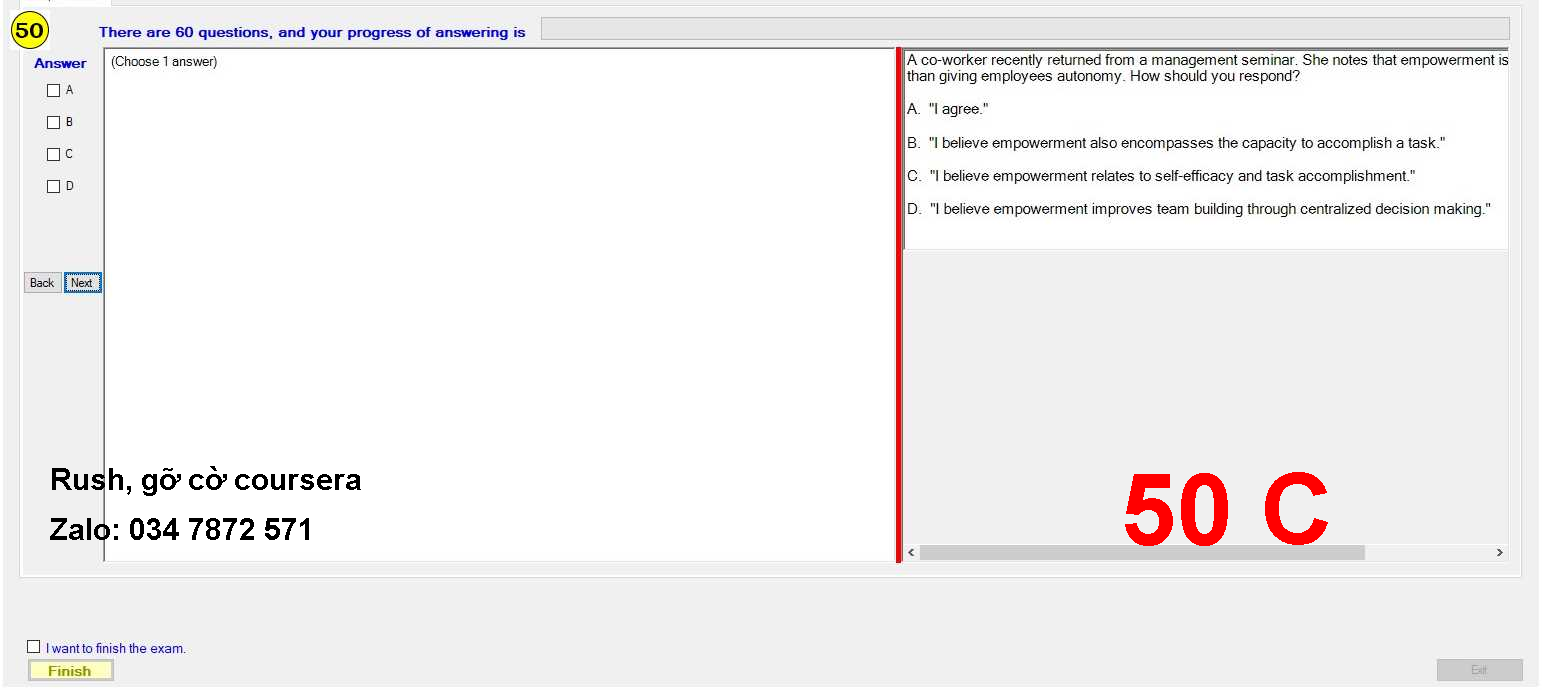 50
There are 60 questions, and your progress of answering is
Answer
A
B
C
D
Back Next
(Choose 1 answer)
A co-worker recently returned from a management seminar. She notes that empowerment is
than giving employees autonomy. How should you respond?
A. "I agree."
B. "I believe empowerment also encompasses the capacity to accomplish a task."
C. "I believe empowerment relates to self-efficacy and task accomplishment."
D. "I believe empowerment improves team building through centralized decision making."
Rush, gỡ cờ coursera
Zalo: 034 7872 571
50 C
I want to finish the exam.
Finish
Exit